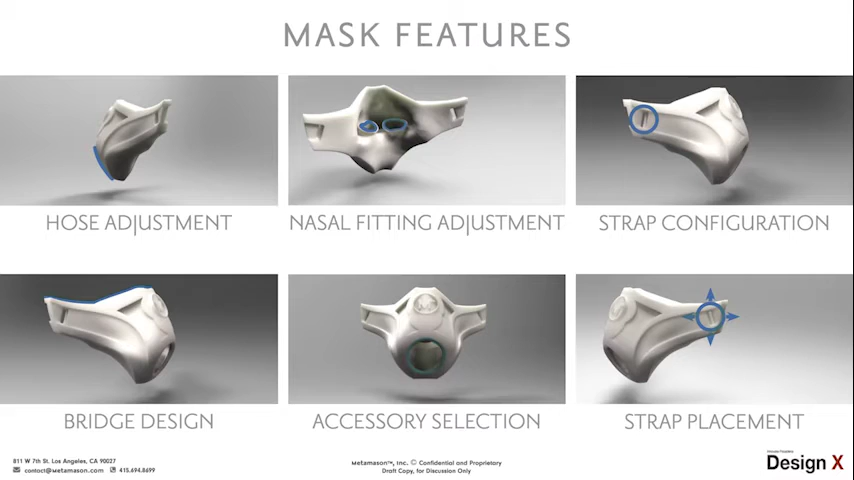 MASK FEATURES
HOSE ADJUSTMENT
NASAL FITTING ADJUSTMENT
STRAP CONFIGURATION
BRIDGE DESIGN
ACCESSORY SELECTION
STRAP PLACEMENT
811 W 7th St. Los Angeles, CA 90027
contact@Metamason.com 415.694.8699
Metamason™, Inc. © Confidential and Proprietary
Draft Copy, for Discussion Only
Design X